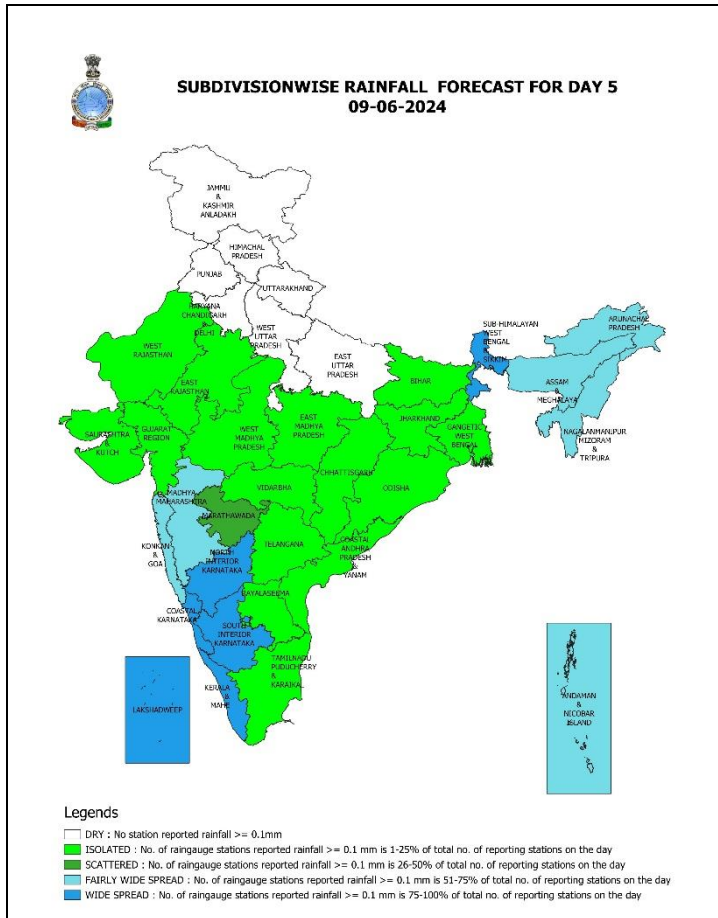 SUBDIVISIONWISE RAINFALL FORECAST FOR DAY 5
09-06-2024
JAMMU
&
KASHMIR
ANLADAKH
HIMACHAL
PRADESH
PUNJAB
UTTARAKHAND
HARYANA
CHANDIGARH
&
DELHI
WEST
UTTAR
PRADESH
EAST
UTTAR
PRADESH
WEST
RAJASTHAN
EAST
RAJASTHAN
SUB-HIMALAYAN
WEST
BENGAL
&
SIKKIM
ARUNACHAL
PRADESH
ASSAM
&
MEGHALAYA
NAGALANMANIPUR
MIZORAM
&
TRIPURA
BIHAR
JHARKHAND
GANGETIC
WEST
BENGAL
SAURASHTRA
&
KUTCH
GUJARAT
REGION
WEST
MADHYA
PRADESH
EAST
MADHYA
PRADESH
CHHATTISGARH
ODISHA
VIDARBHA
MADHYA
MAHARASHTRA
MARATHAWADA
KONKAN
&
GOA
TELANGANA
COASTAL
ANDHRA
PRADESH
&
YANAM
NORTH
INTERIOR
KARNATAKA
RAYALASEEMA
COASTAL
KARNATAKA
SOUTH
INTERIOR
KARNATAKA
TAMILNADU
PUDUCHERRY
&
KARAIKAL
KERALA
&
MAHE
LAKSHADWEEP
ANDAMAN
&
NICOBAR
ISLAND
Legends
DRY : No station reported rainfall >= 0.1mm
ISOLATED : No. of raingauge stations reported rainfall >= 0.1 mm is 1-25% of total no. of reporting stations on the day
SCATTERED : No. of raingauge stations reported rainfall >= 0.1 mm is 26-50% of total no. of reporting stations on the day
FAIRLY WIDE SPREAD : No. of raingauge stations reported rainfall >= 0.1 mm is 51-75% of total no. of reporting stations on the day
WIDE SPREAD : No. of raingauge stations reported rainfall >= 0.1 mm is 75-100% of total no. of reporting stations on the day